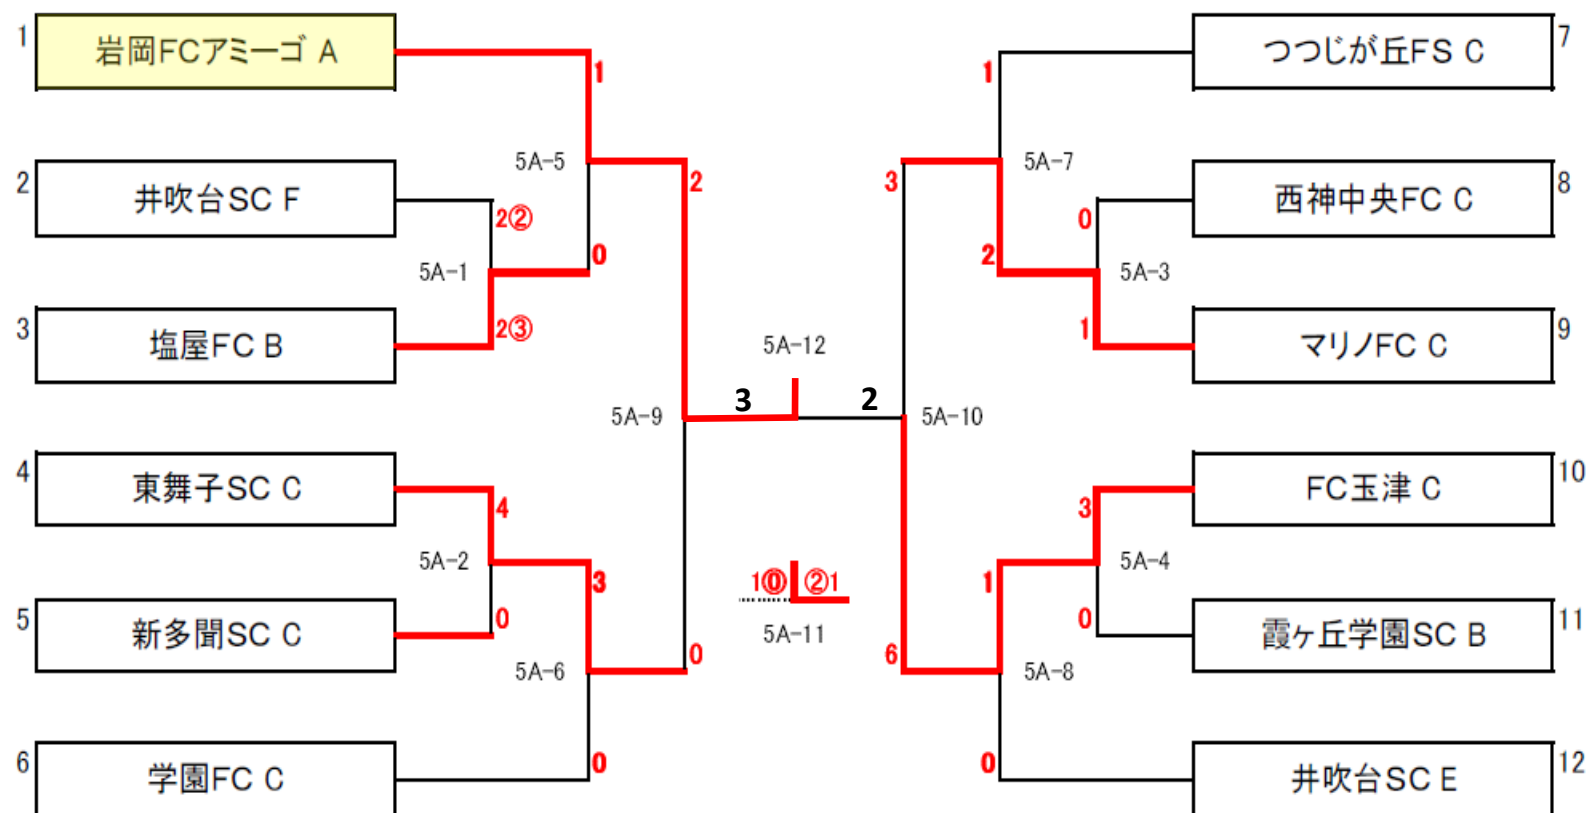 1 岩岡FCアミーゴ A
2 井吹台SC F
3 塩屋FC B
4 東舞子SC C
5 新多聞SC C
6 学園FC C
1
5A-5
2
2②
0
5A-1
2③
5A-9
4
5A-2
3
0
0
5A-6
0
5A-12
3
2
1⓪ ②1
5A-11
1
5A-7
3
0
2
5A-3
1
5A-10
3
1
5A-4
0
6
5A-8
0
つつじが丘FS C 7
西神中央FC C 8
マリノFC C 9
FC玉津 C 10
霞ヶ丘学園SC B 11
井吹台SC E 12